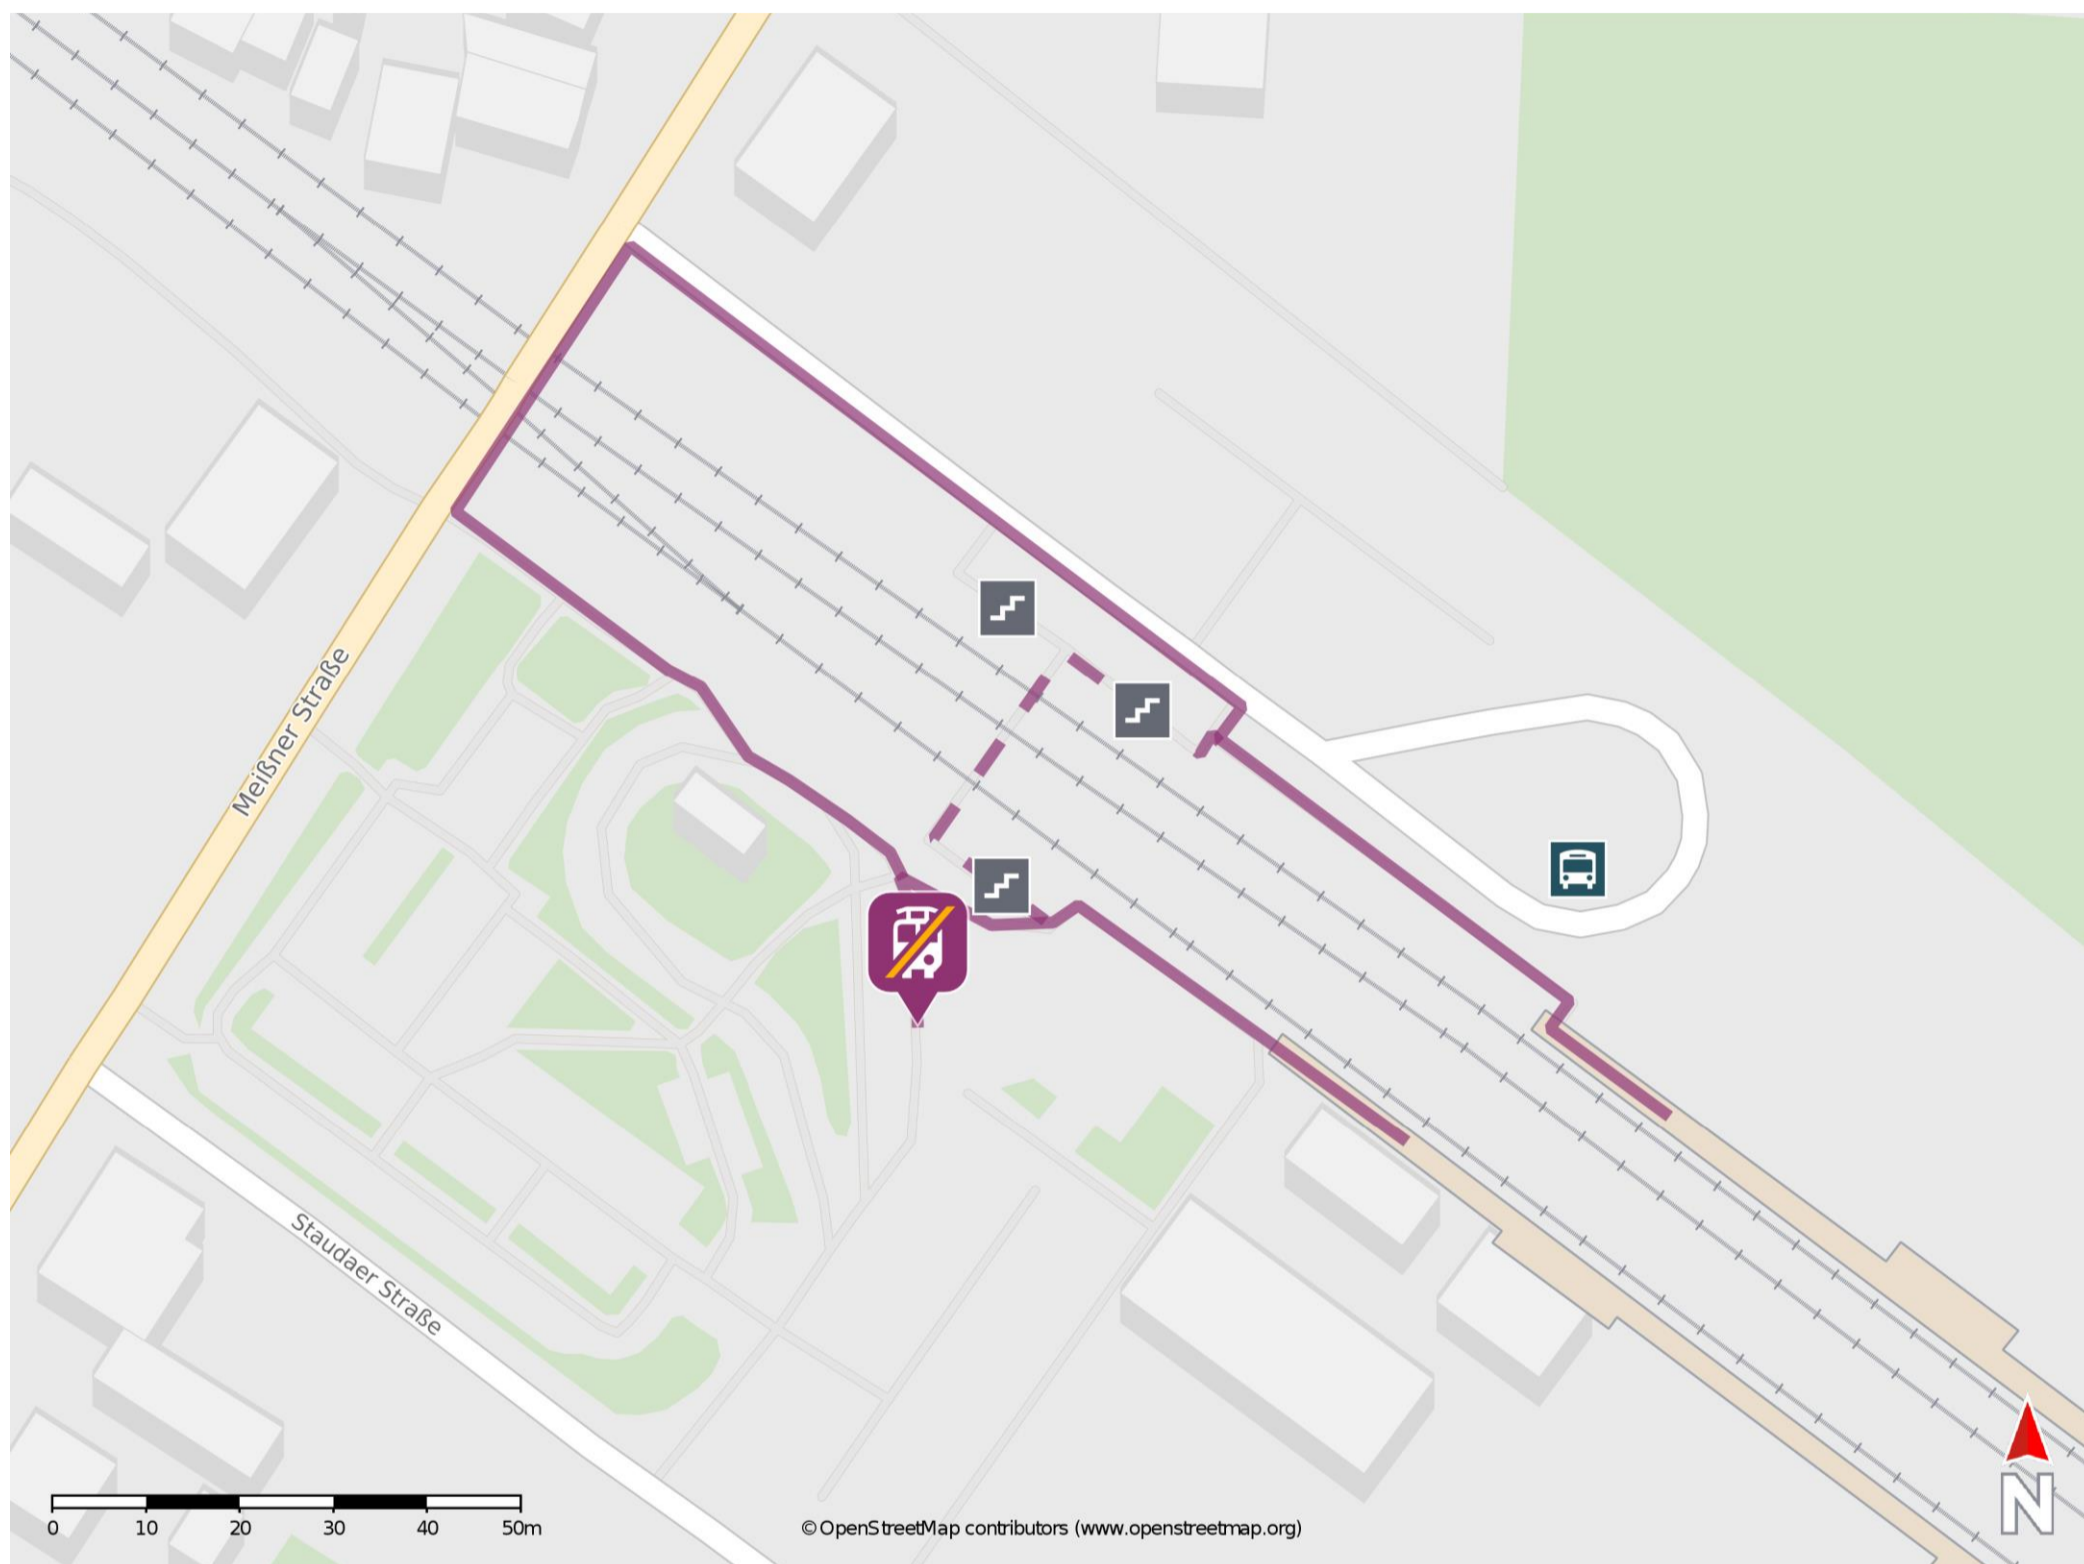 Meißner Straße
Staudaer Straße
0 10 20 30 40 50m
© OpenStreetMap contributors (www.openstreetmap.org)
N